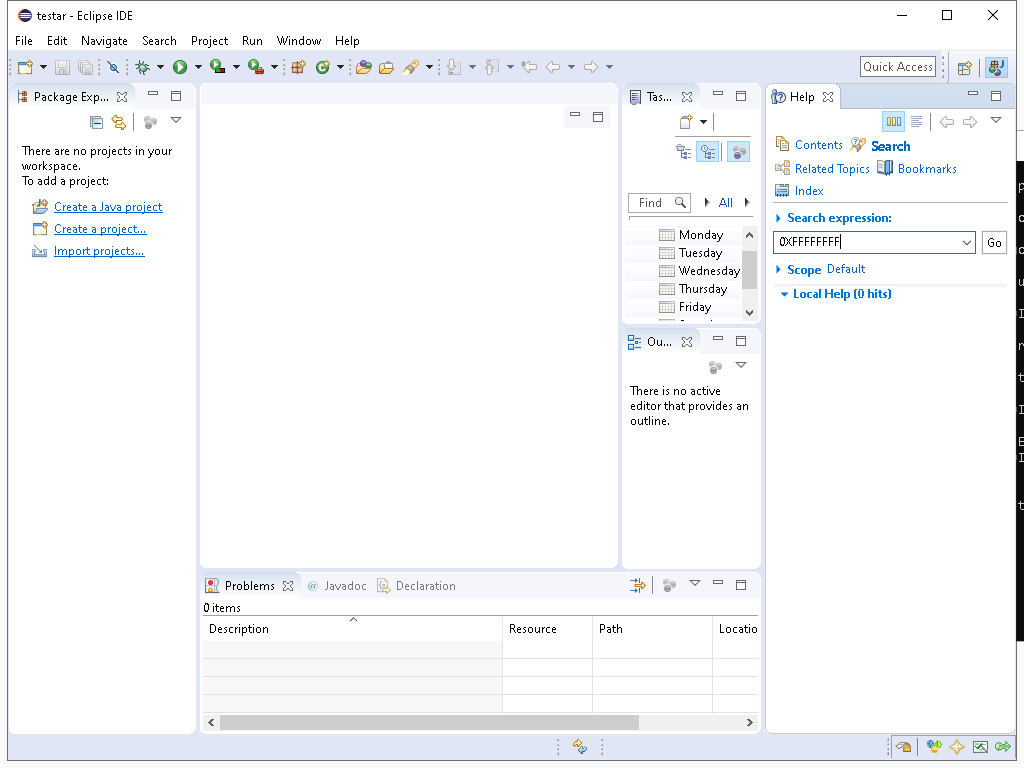 testar - Eclipse IDE
File Edit Navigate Search Project Run Window Help
Quick Access
Package Exp...
There are no projects in your
workspace.
To add a project:
Create a Java project
Create a project...
Import projects...
Tas...
Find
All
Monday
Tuesday
Wednesday
Thursday
Friday
Ou...
There is no active
editor that provides an
outline.
Help
Contents Search
Related Topics Bookmarks
Index
Search expression:
0XFFFFFFFF
Go
Scope Default
Local Help (0 hits)
Problems @ Javadoc Declaration
0 items
Description Resource Path Locatio